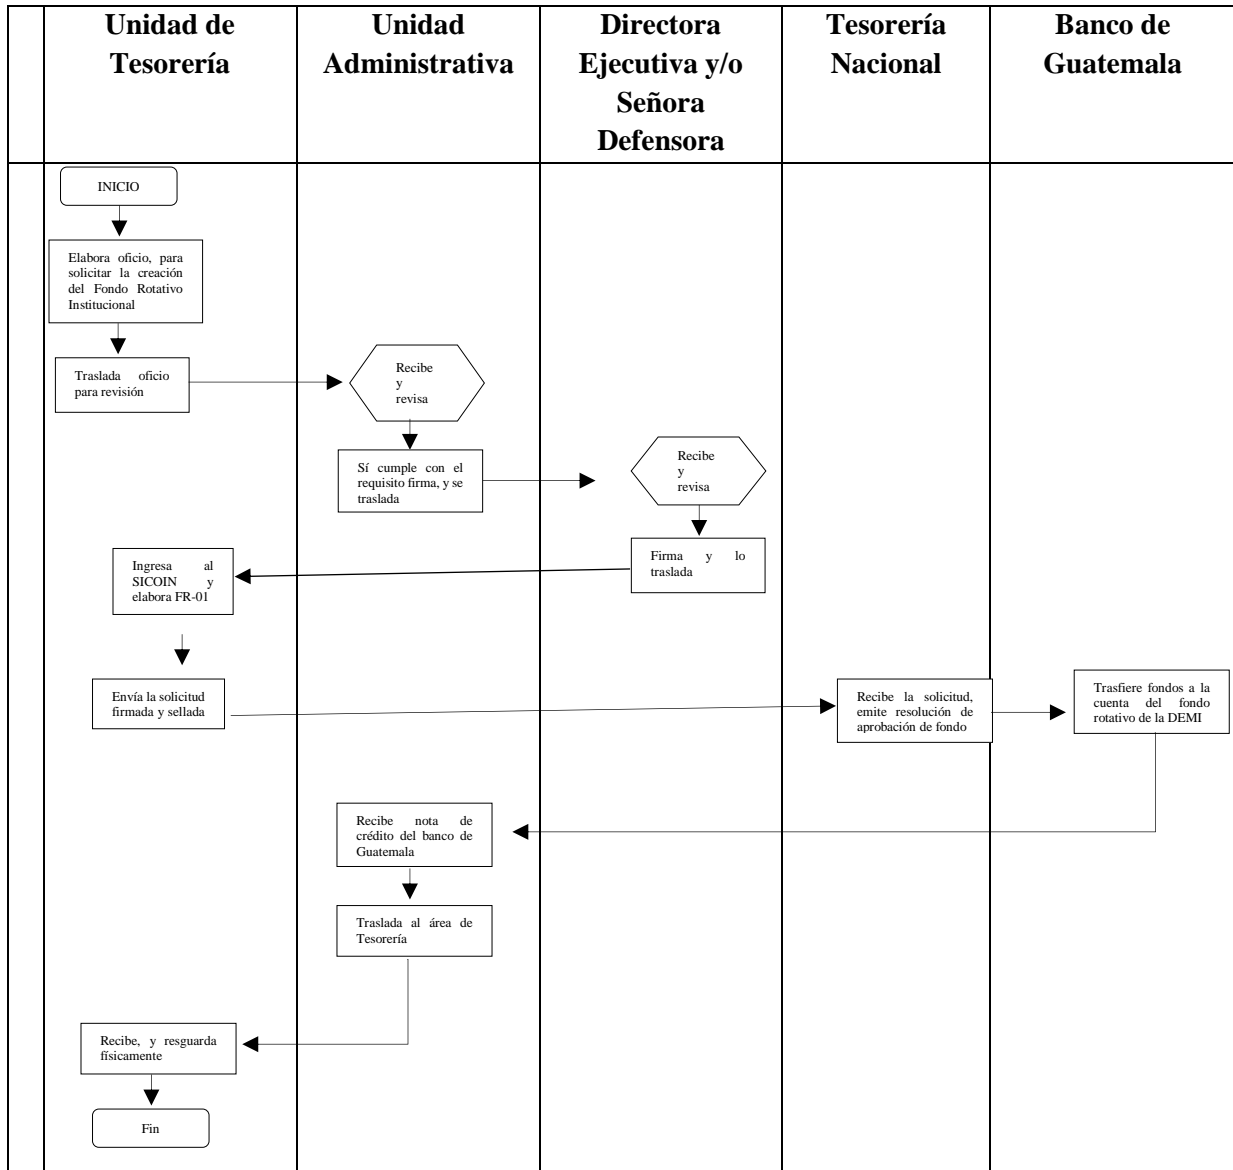 Unidad de
Tesorería
Unidad
Administrativa
Directora
Ejecutiva y/o
Señora
Defensora
Tesorería
Nacional
Banco de
Guatemala
INICIO
Elabora oficio, para
solicitar la creación
del Fondo Rotativo
Institucional
Traslada oficio
para revisión
Recibe
y
revisa
Sí cumple con el
requisito firma, y se
traslada
Recibe
y
revisa
Firma y lo
traslada
Ingresa al
SICOIN y
elabora FR-01
Envía la solicitud
firmada y sellada
Recibe la solicitud,
emite resolución de
aprobación de fondo
Trasfiere fondos a la
cuenta del fondo
rotativo de la DEMI
Recibe nota de
crédito del banco de
Guatemala
Traslada al área de
Tesorería
Recibe, y resguarda
físicamente
Fin